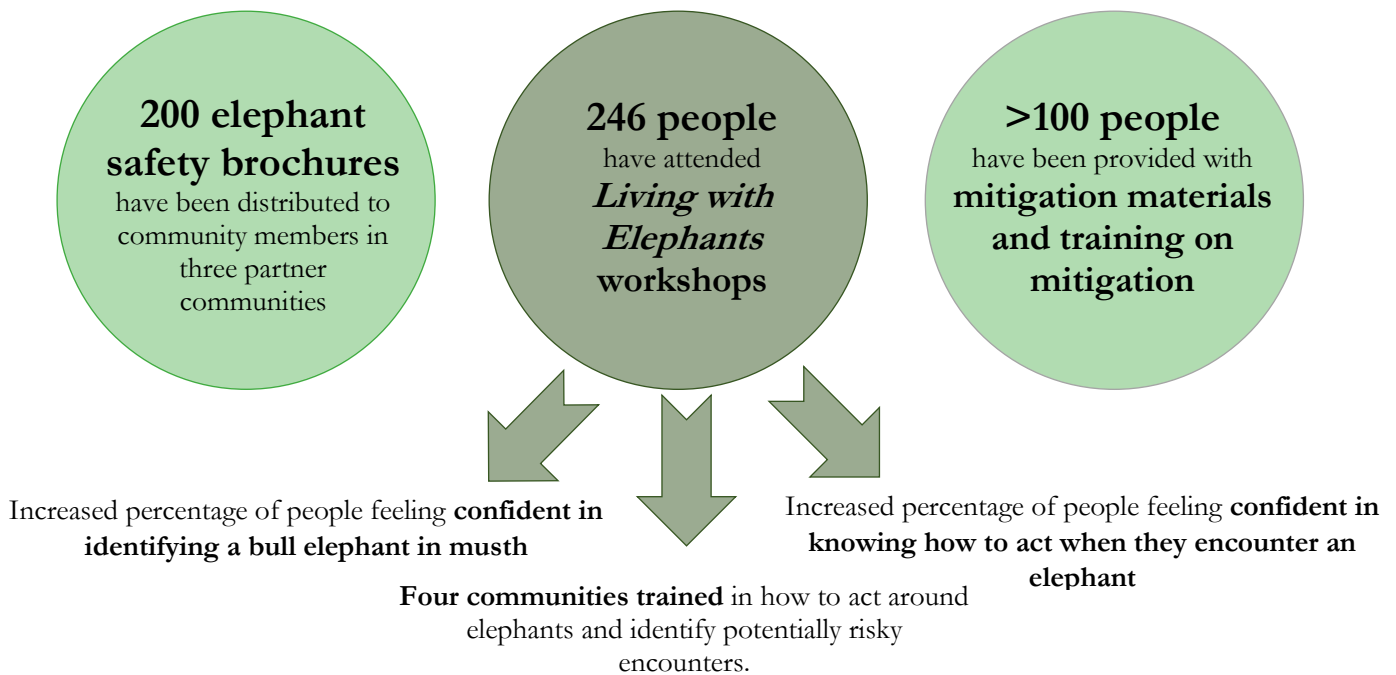 200 elephant
safety brochures
have been distributed to
community members in
three partner
communities
246 people
have attended
Living with
Elephants
workshops
>100 people
have been provided with
mitigation materials
and training on
mitigation
Increased percentage of people feeling confident in
identifying a bull elephant in musth
Four communities trained in how to act around
elephants and identify potentially risky
encounters.
Increased percentage of people feeling confident in
knowing how to act when they encounter an
elephant